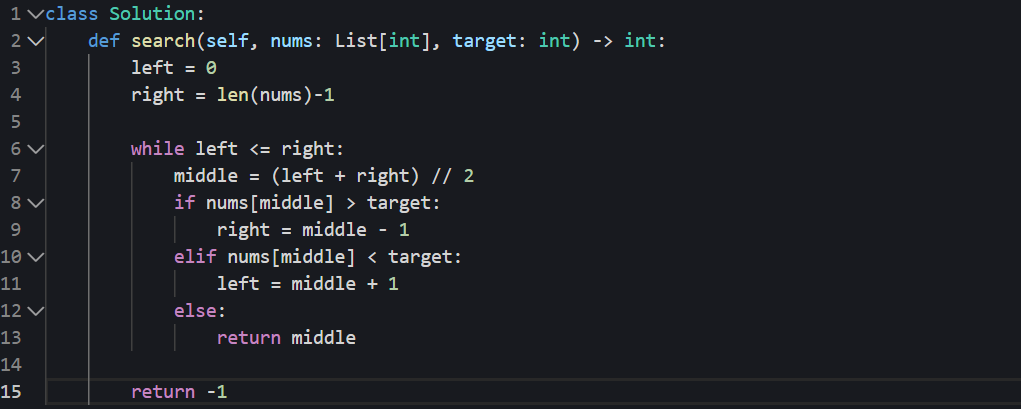 1 class Solution:
2     def search(self, nums: List[int], target: int) -> int:
3         left = 0
4         right = len(nums)-1
5
6         while left <= right:
7             middle = (left + right) // 2
8             if nums[middle] > target:
9                 right = middle - 1
10             elif nums[middle] < target:
11                 left = middle + 1
12             else:
13                 return middle
14
15         return -1